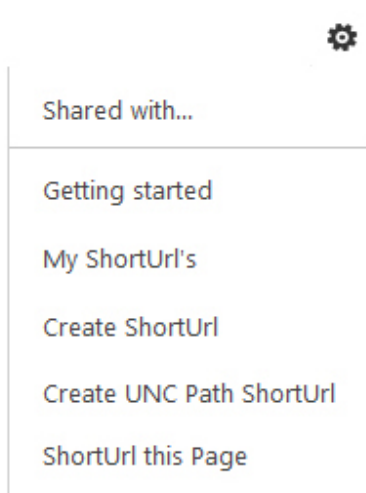 Shared with...
Getting started
My ShortUrl's
Create ShortUrl
Create UNC Path ShortUrl
ShortUrl this Page